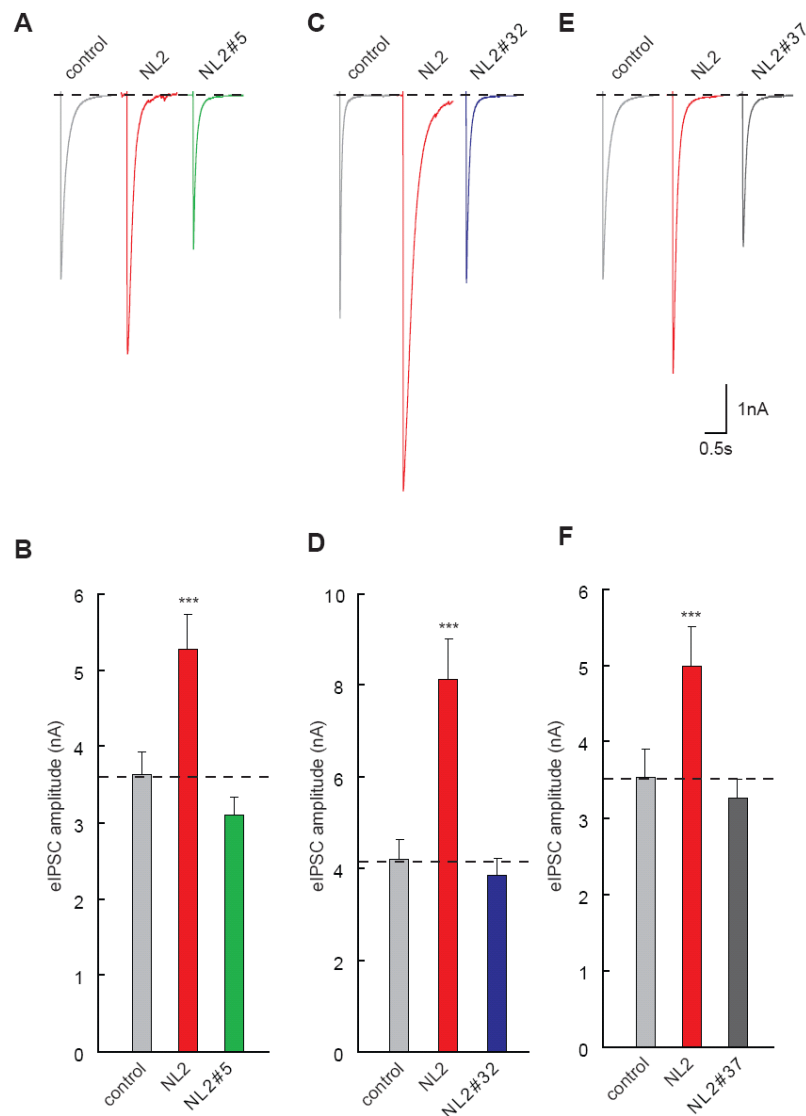 A
C
E
control
NL2
NL2#5
control
NL2
NL2#32
control
NL2
NL2#37
1nA
0.5s
B
6
5
4
3
2
1
0
eIPSC amplitude (nA)
***
control
NL2
NL2#5
D
10
8
6
4
2
0
eIPSC amplitude (nA)
***
control
NL2
NL2#32
F
6
5
4
3
2
1
0
eIPSC amplitude (nA)
***
control
NL2
NL2#37